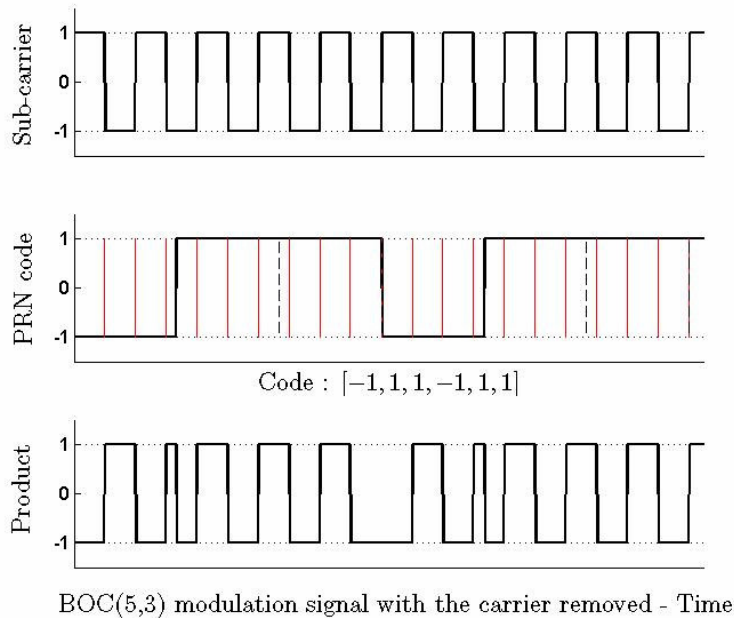 Sub-carrier
1
0
-1
PRN code
1
0
-1
Code : [−1, 1, 1, −1, 1, 1]
Product
1
0
-1
BOC(5,3) modulation signal with the carrier removed - Time